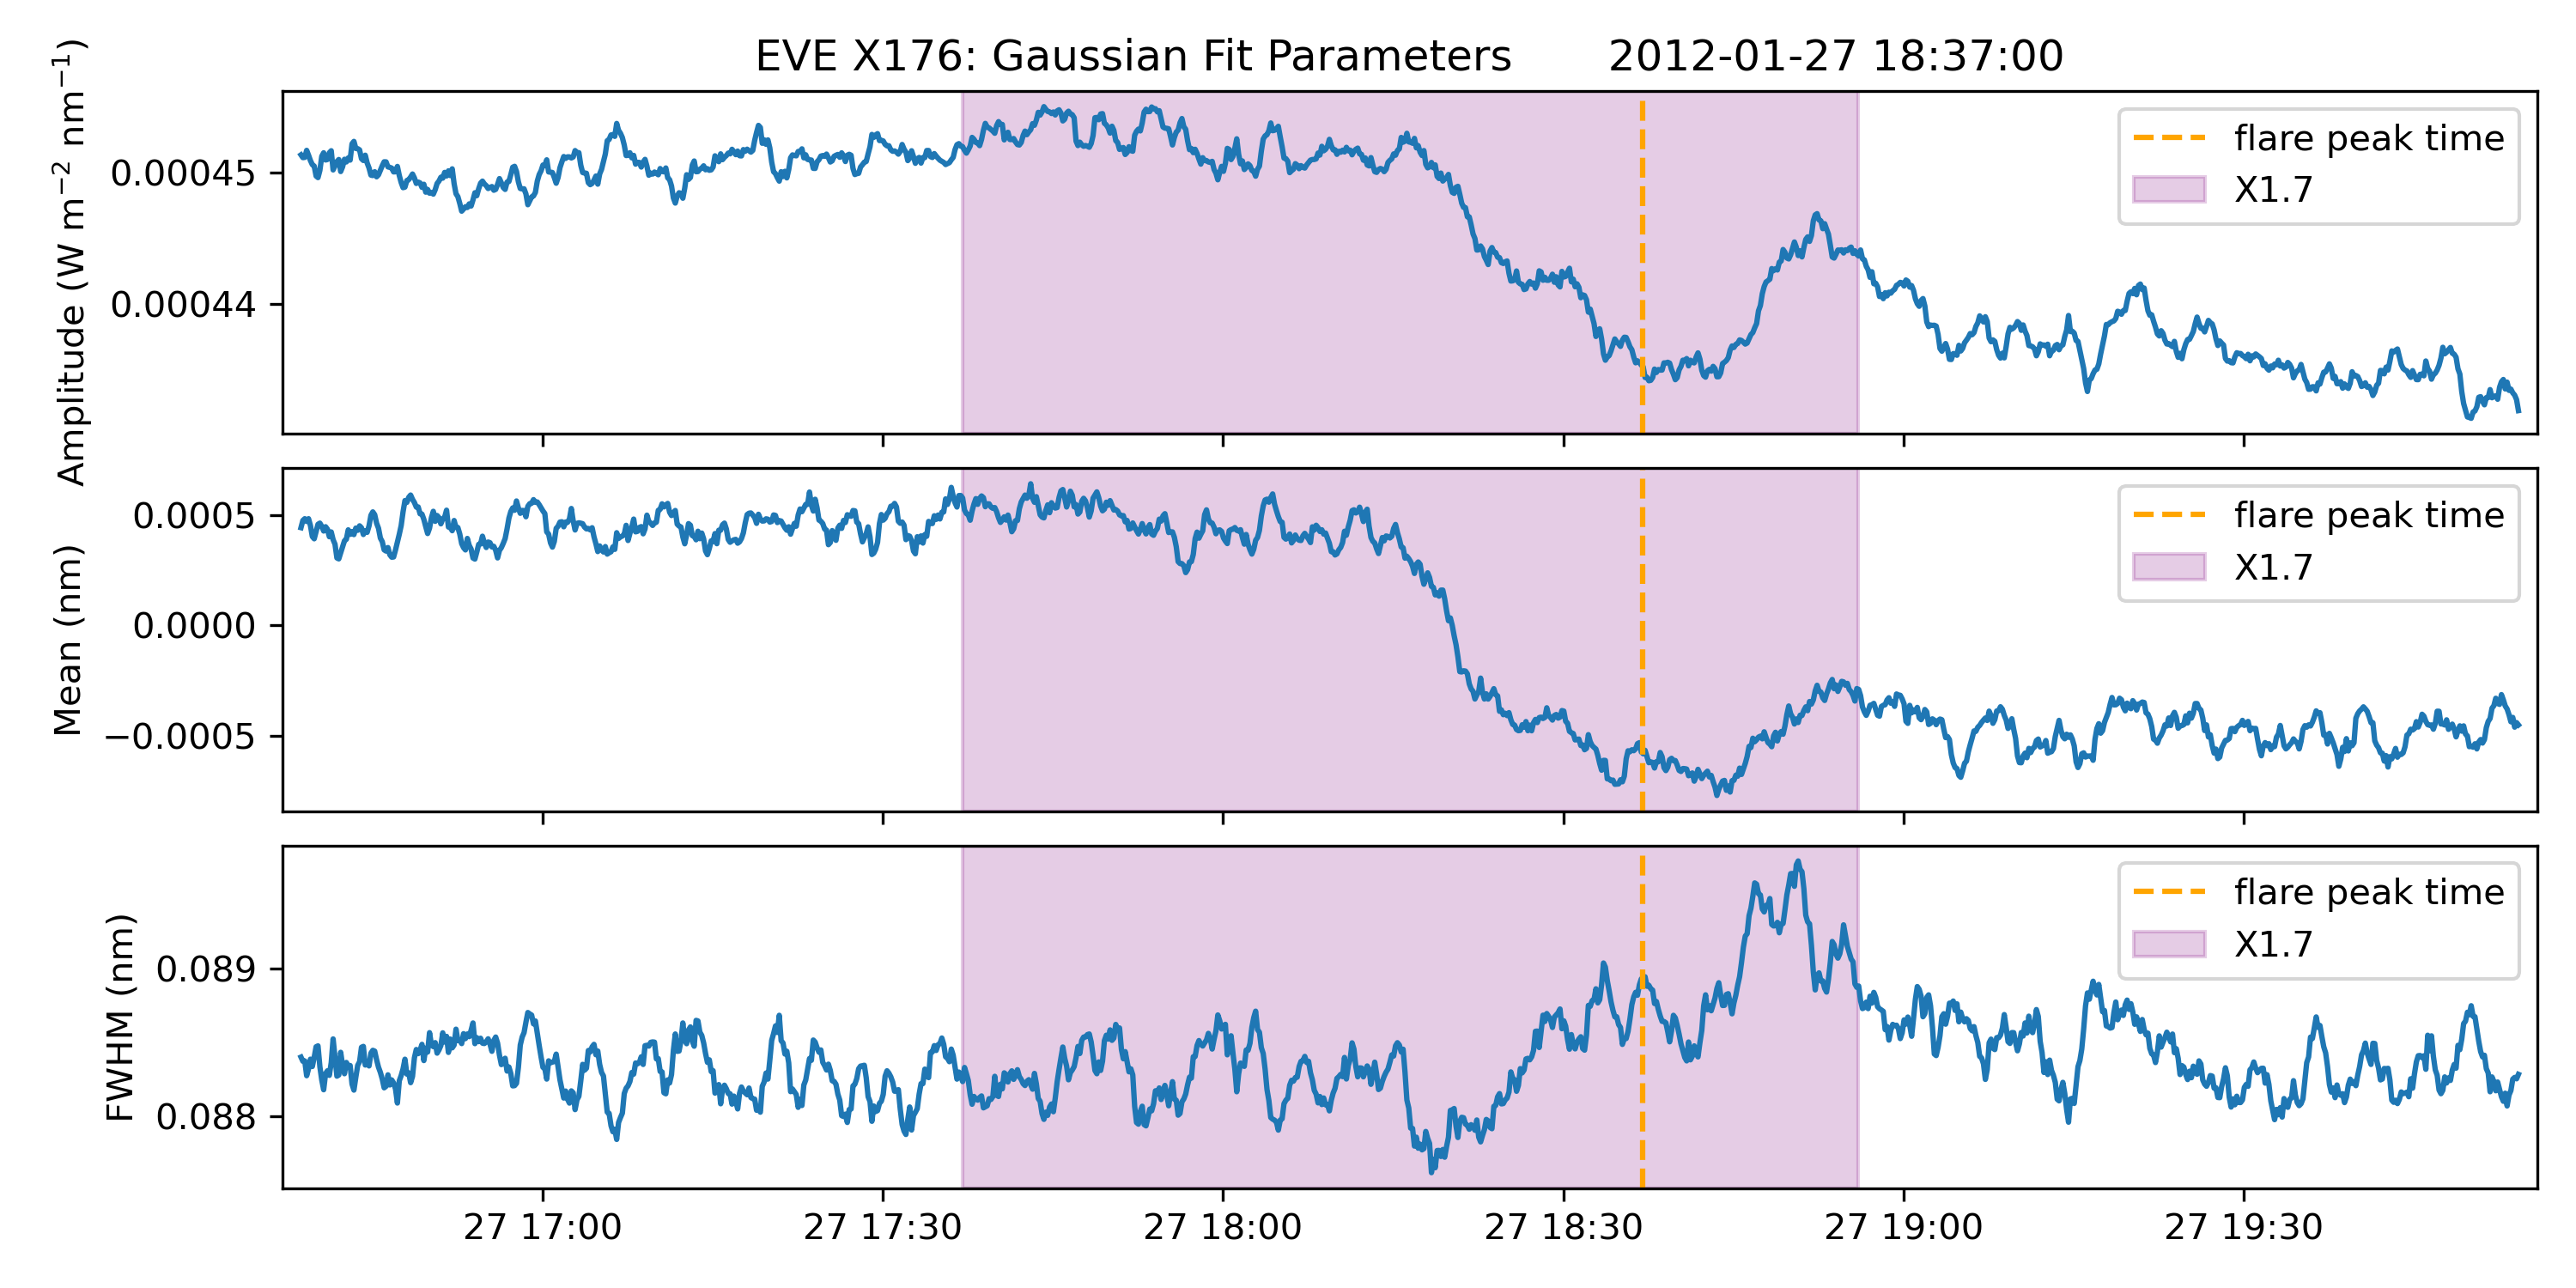 EVE X176: Gaussian Fit Parameters 2012-01-27 18:37:00
Amplitude (W m⁻² nm⁻¹)
0.00045
0.00044
flare peak time
X1.7
Mean (nm)
0.0005
0.0000
−0.0005
flare peak time
X1.7
FWHM (nm)
0.089
0.088
flare peak time
X1.7
27 17:00 27 17:30 27 18:00 27 18:30 27 19:00 27 19:30